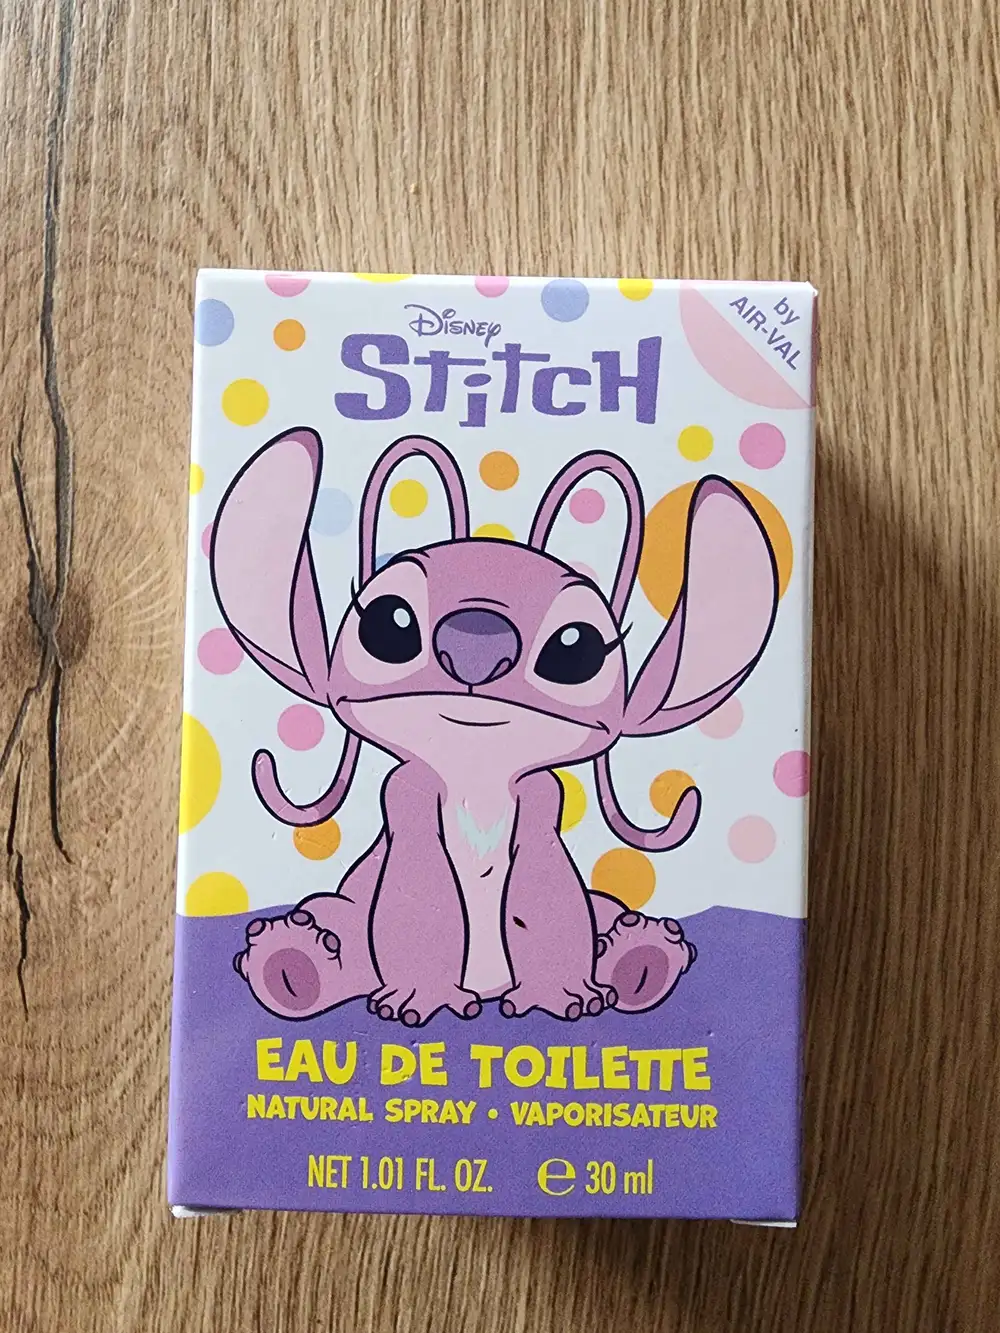 Disney
Stitch
by
AIR-VAL
EAU DE TOILETTE
NATURAL SPRAY • VAPORISATEUR
NET 1.01 FL. OZ. ℮ 30 ml